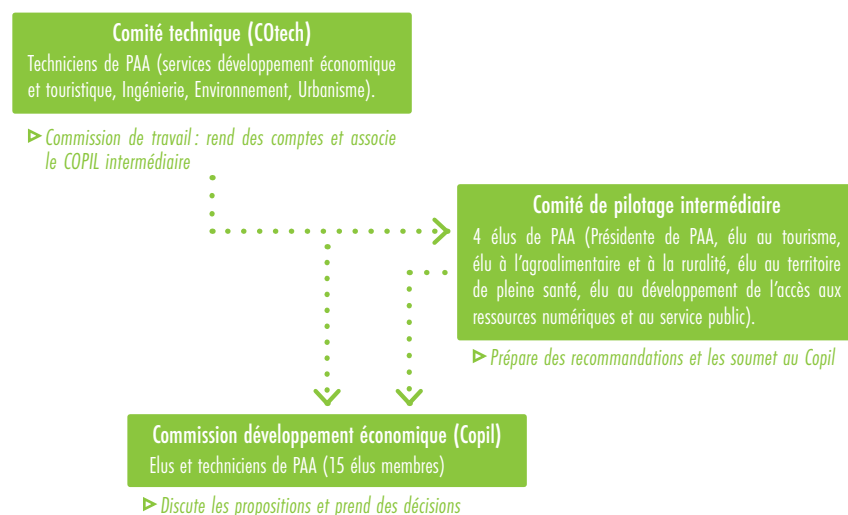 Comité technique (COtech)
Techniciens de PAA (services développement économique
et touristique, Ingénierie, Environnement, Urbanisme).
Commission de travail : rend des comptes et associe
le COPIL intermédiaire
Comité de pilotage intermédiaire
4 élus de PAA (Présidente de PAA, élu au tourisme,
élu à l'agroalimentaire et à la ruralité, élu au territoire
de pleine santé, élu au développement de l'accès aux
ressources numériques et au service public).
Prépare des recommandations et les soumet au Copil
Commission développement économique (Copil)
Elus et techniciens de PAA (15 élus membres)
Discute les propositions et prend des décisions